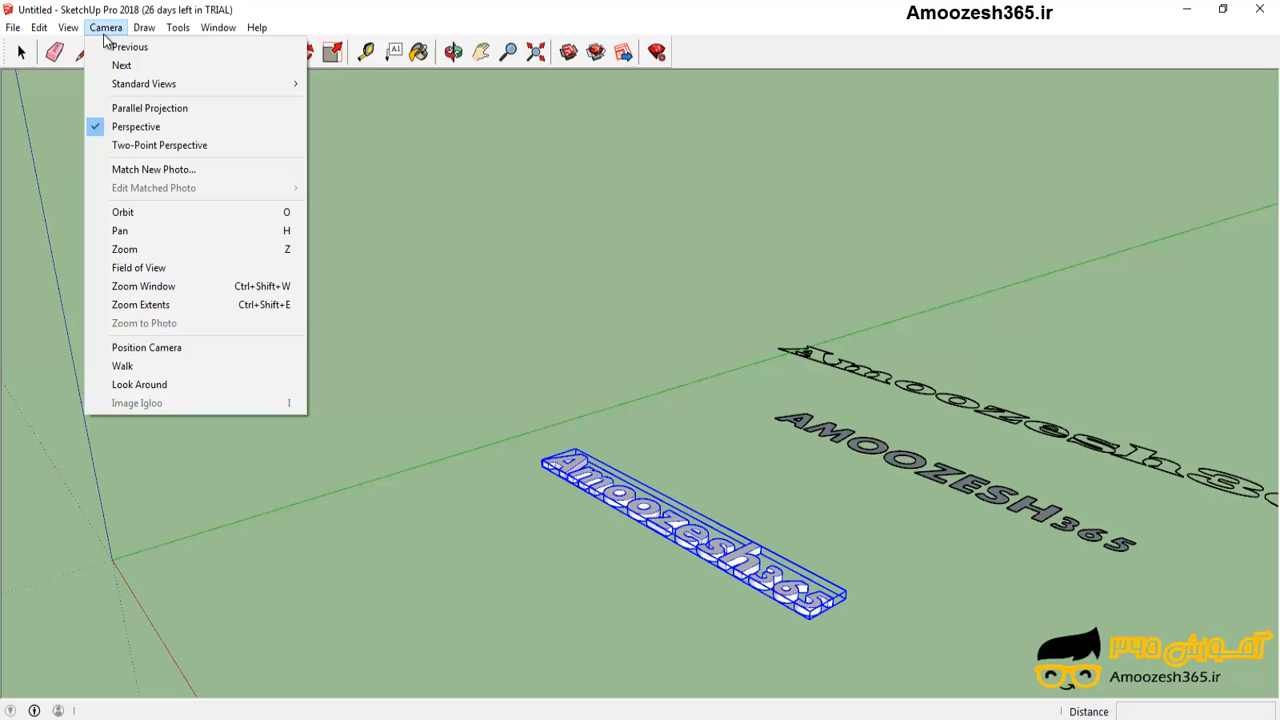 Untitled - SketchUp Pro 2018 (26 days left in TRIAL)
Amoozesh365.ir
File Edit View Camera Draw Tools Window Help
Previous
Next
Standard Views
Parallel Projection
Perspective
Two-Point Perspective
Match New Photo...
Edit Matched Photo
Orbit O
Pan H
Zoom Z
Field of View
Zoom Window Ctrl+Shift+W
Zoom Extents Ctrl+Shift+E
Zoom to Photo
Position Camera
Walk
Look Around
Image Igloo I
A1
Amoozesh3
AMOOZESH365
Amoozesh365
آموزش ۳۶۵
Amoozesh365.ir
Distance